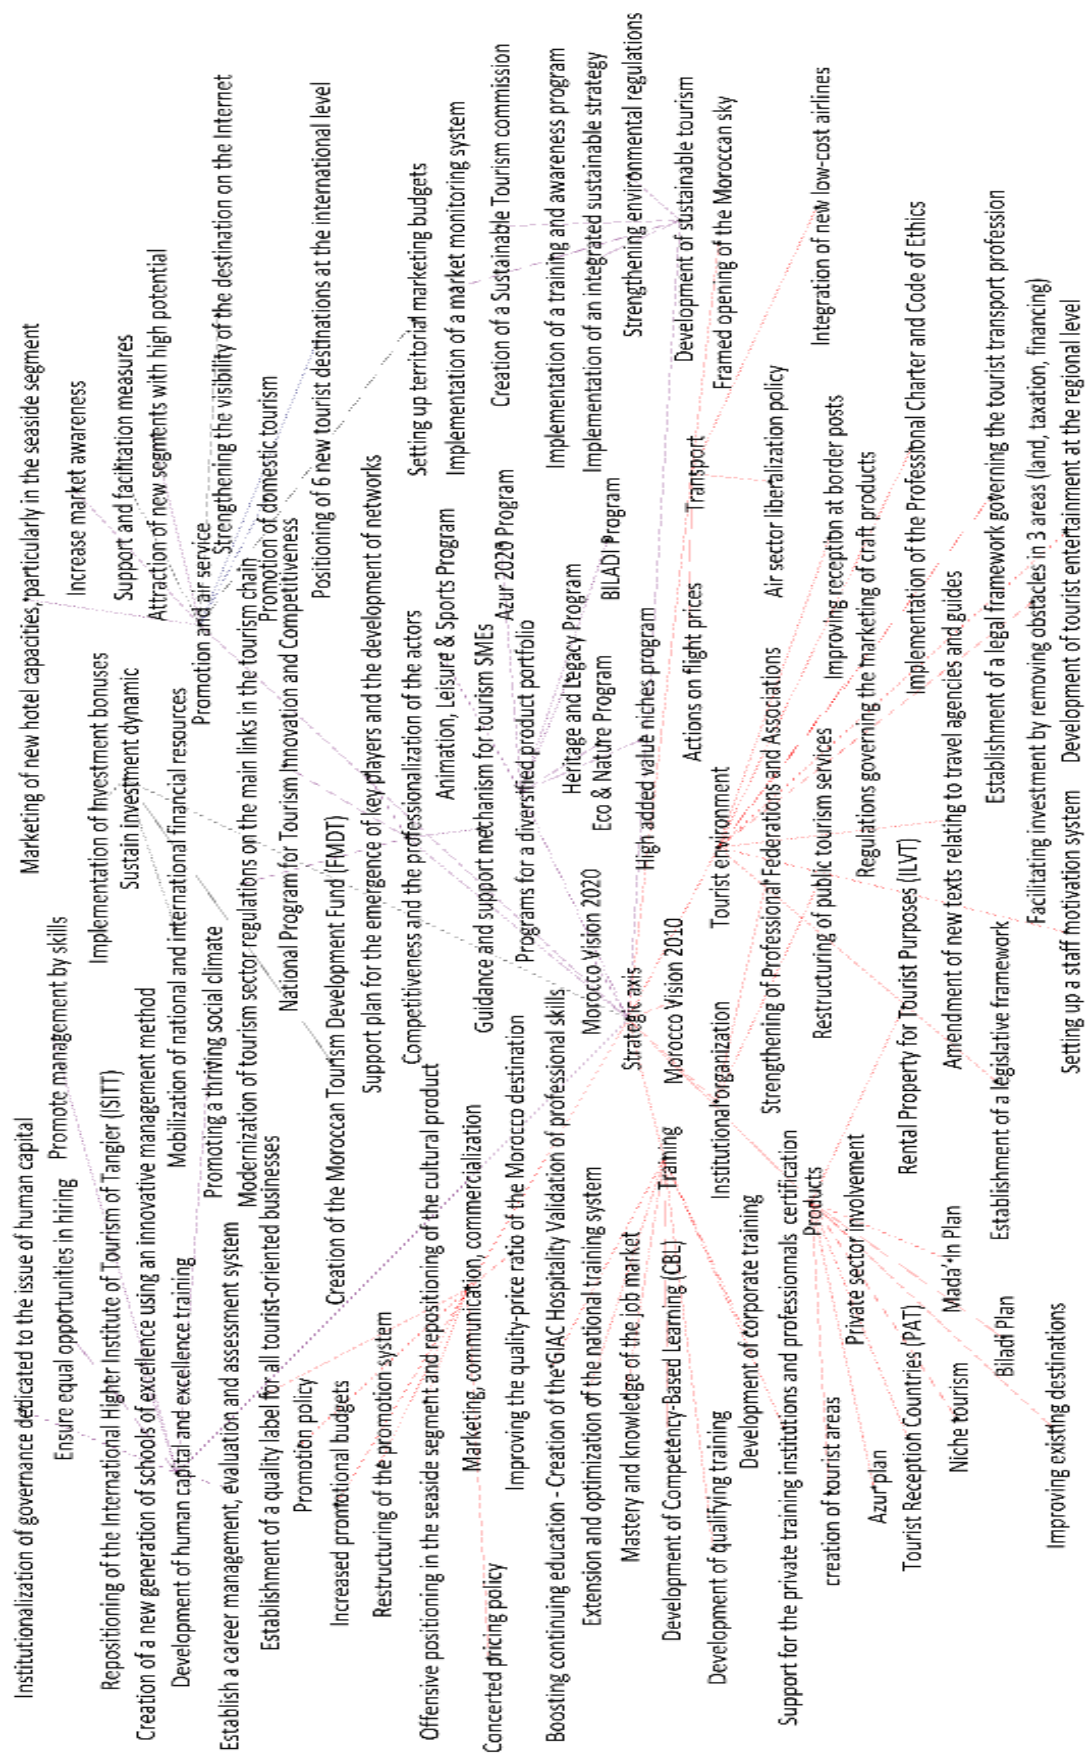 Institutionalization of governance dedicated to the issue of human capital
Marketing of new hotel capacities, particularly in the seaside segment
Ensure equal opportunities in hiring
Promote management by skills
Increase market awareness
Repositioning of the International Higher Institute of Tourism of Tangier (ISITT)
Implementation of Investment bonuses
Support and facilitation measures
Creation of a new generation of schools of excellence using an innovative management method
Sustain investment dynamic
Attraction of new segments with high potential
Development of human capital and excellence training
Mobilization of national and international financial resources
Promotion and air service
Promoting a thriving social climate
Strengthening the visibility of the destination on the Internet
Establish a career management, evaluation and assessment system
Modernization of tourism sector regulations on the main links in the tourism chain
Promotion of domestic tourism
Establishment of a quality label for all tourist-oriented businesses
National Program for Tourism Innovation and Competitiveness
Promotion policy
Positioning of 6 new tourist destinations at the international level
Increased promotional budgets
Creation of the Moroccan Tourism Development Fund (FMDT)
Restructuring of the promotion system
Support plan for the emergence of key players and the development of networks
Competitiveness and the professionalization of the actors
Setting up territorial marketing budgets
Offensive positioning in the seaside segment and repositioning of the cultural product
Animation, Leisure & Sports Program
Implementation of a market monitoring system
Marketing, communication, commercialization
Guidance and support mechanism for tourism SMEs
Concerted pricing policy
Azur 2020 Program
Creation of a Sustainable Tourism commission
Improving the quality-price ratio of the Morocco destination
Programs for a diversified product portfolio
Boosting continuing education - Creation of the GIAC Hospitality Validation of professional skills
Implementation of a training and awareness program
Heritage and Legacy Program
Extension and optimization of the national training system
Morocco Vision 2020
Eco & Nature Program
BILADI Program
Implementation of an integrated sustainable strategy
Mastery and knowledge of the job market
Strategic axis
High added value niches program
Strengthening environmental regulations
Development of Competency-Based Learning (CBL)
Training
Morocco Vision 2010
Development of sustainable tourism
Actions on flight prices
Transport
Development of qualifying training
Institutional organization
Tourist environment
Framed opening of the Moroccan sky
Development of corporate training
Strengthening of Professional Federations and Associations
Air sector liberalization policy
Support for the private training institutions and professionnals certification
Products
Restructuring of public tourism services
Integration of new low-cost airlines
creation of tourist areas
Improving reception at border posts
Private sector involvement
Regulations governing the marketing of craft products
Azur plan
Tourist Reception Countries (PAT)
Rental Property for Tourist Purposes (ILVT)
Implementation of the Professional Charter and Code of Ethics
Niche tourism
Mada'in Plan
Amendment of new texts relating to travel agencies and guides
Biladi Plan
Establishment of a legislative framework
Establishment of a legal framework governing the tourist transport profession
Facilitating investment by removing obstacles in 3 areas (land, taxation, financing)
Improving existing destinations
Setting up a staff motivation system
Development of tourist entertainment at the regional level